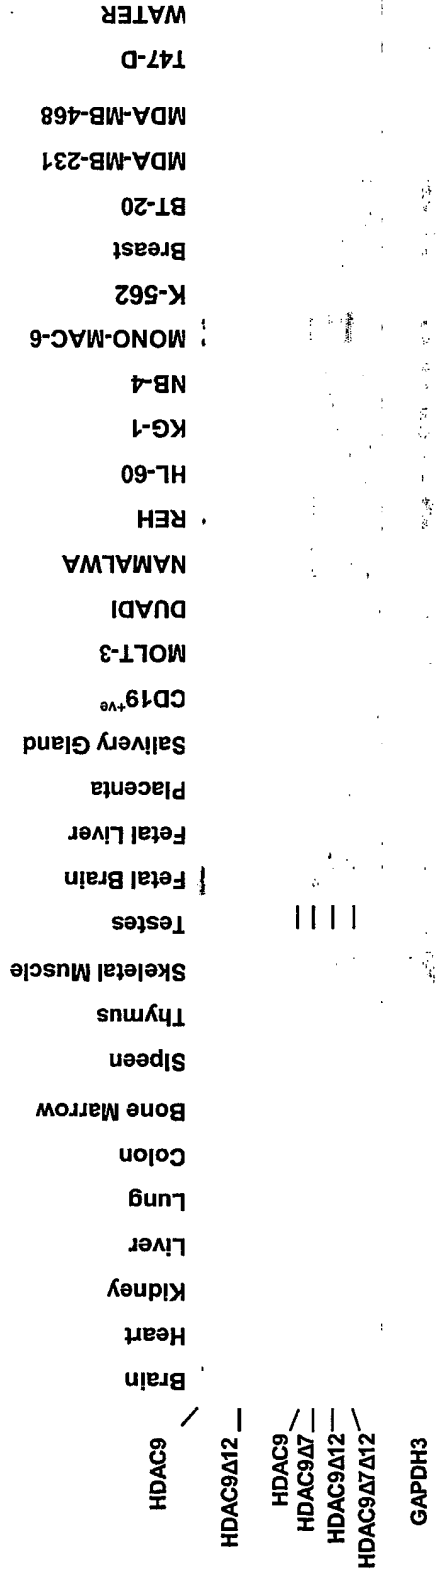 Brain
Heart
Kidney
Liver
Lung
Colon
Bone Marrow
Slpeen
Thymus
Skeletal Muscle
Testes
Fetal Brain
Fetal Liver
Placenta
Salivery Gland
CD19+ve
MOLT-3
DUADI
NAMALWA
REH
HL-60
KG-1
NB-4
MONO-MAC-6
K-562
Breast
BT-20
MDA-MB-231
MDA-MB-468
T47-D
WATER
HDAC9
HDAC9Δ12
HDAC9
HDAC9Δ7
HDAC9Δ12
HDAC9Δ7Δ12
GAPDH3